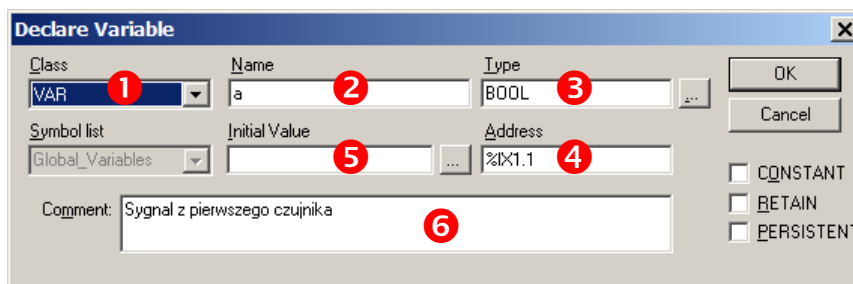 Declare Variable
Class Name Type
VAR 1 a 2 BOOL 3 ... OK
Symbol list Initial Value Address Cancel
Global_Variables 5 ... %IX1.1 4
CONSTANT
Comment: Sygnal z pierwszego czujnika 6
RETAIN
PERSISTENT